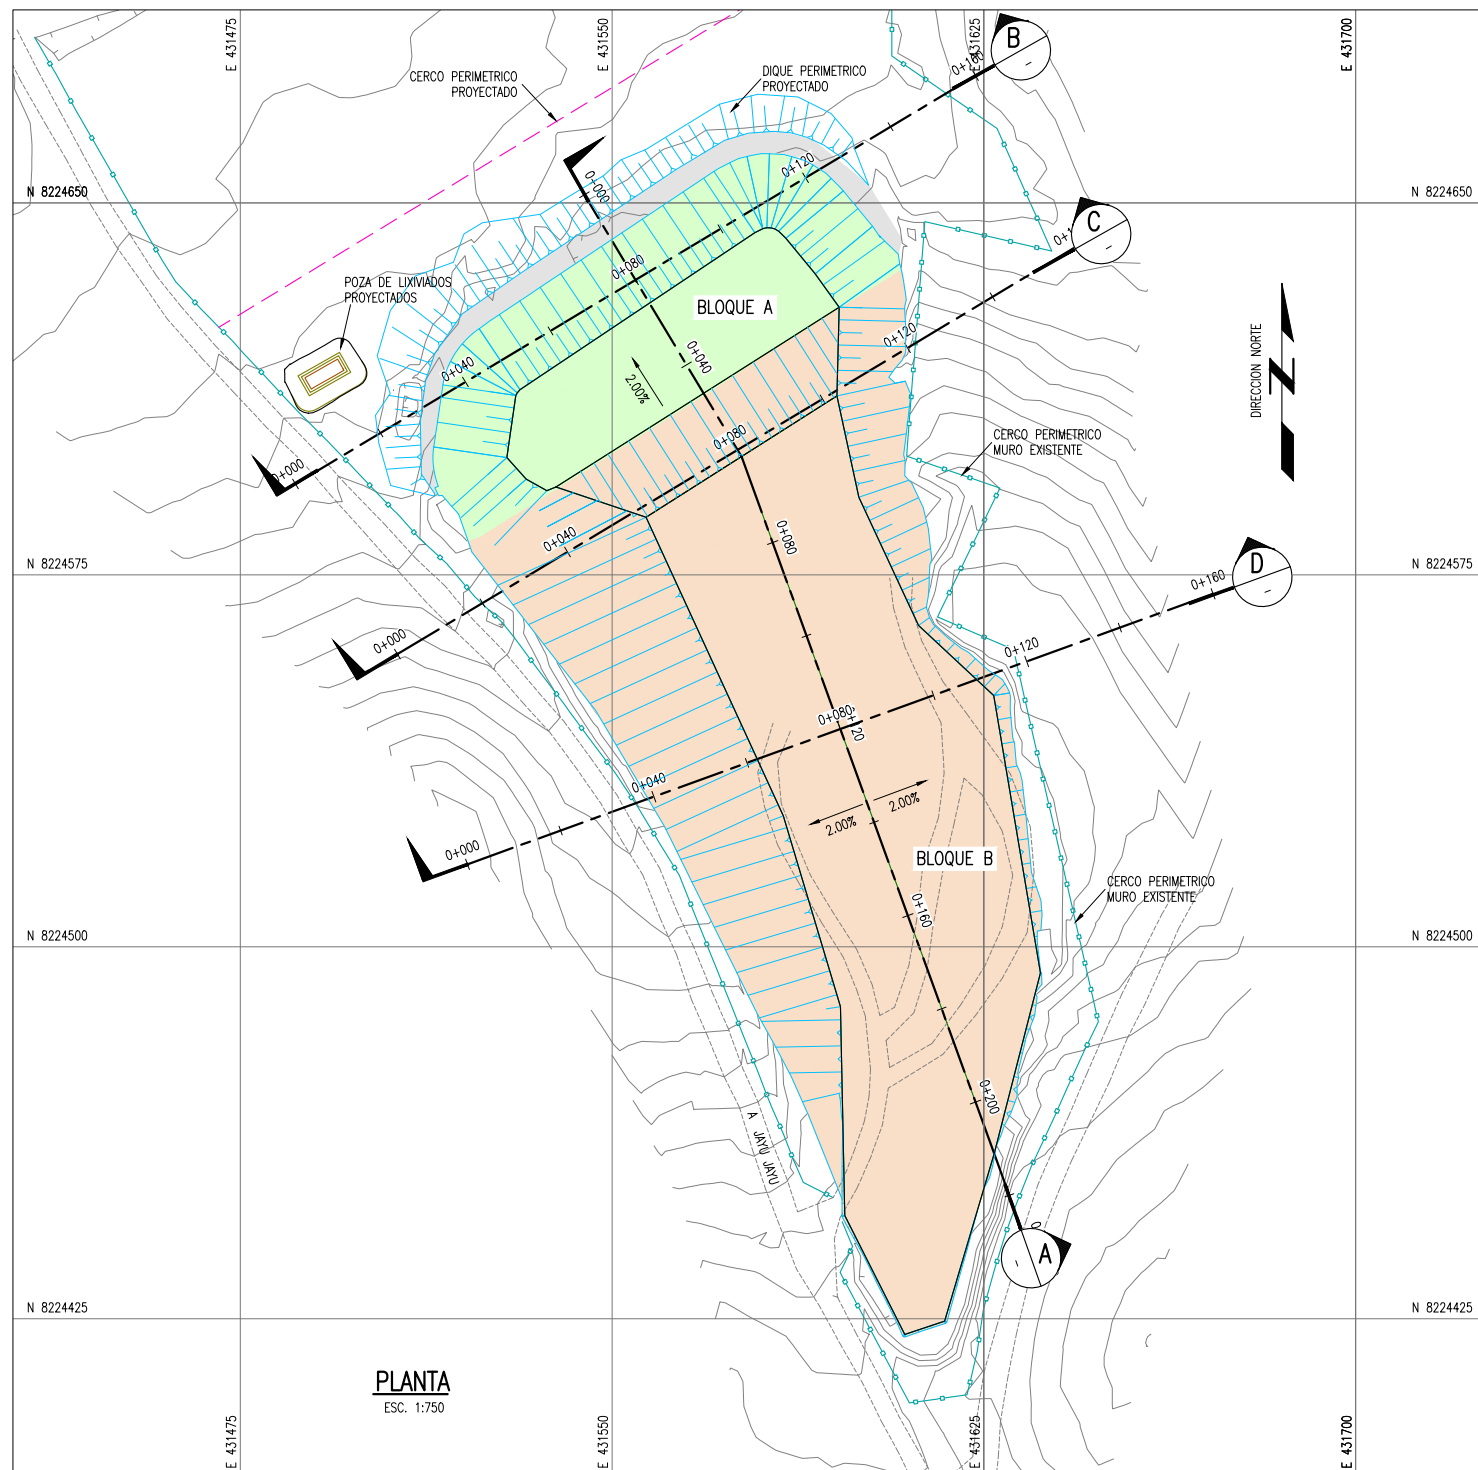 E 431475
E 431550
E 431625
E 431700
B
-
0+160
CERCO PERIMETRICO
PROYECTADO
DIQUE PERIMETRICO
PROYECTADO
0+120
0+000
N 8224650
N 8224650
C
-
0+080
POZA DE LIXIVIADOS
PROYECTADOS
BLOQUE A
0+120
0+040
0+040
2.00%
DIRECCION NORTE
N
0+080
CERCO PERIMETRICO
MURO EXISTENTE
0+000
0+040
0+080
N 8224575
N 8224575
D
-
0+160
0+000
0+120
0+080
0+040
2.00%
2.00%
0+000
BLOQUE B
CERCO PERIMETRICO
MURO EXISTENTE
0+160
N 8224500
N 8224500
0+200
A JAYU JAYU
A
-
N 8224425
N 8224425
PLANTA
ESC. 1:750
E 431475
E 431550
E 431625
E 431700